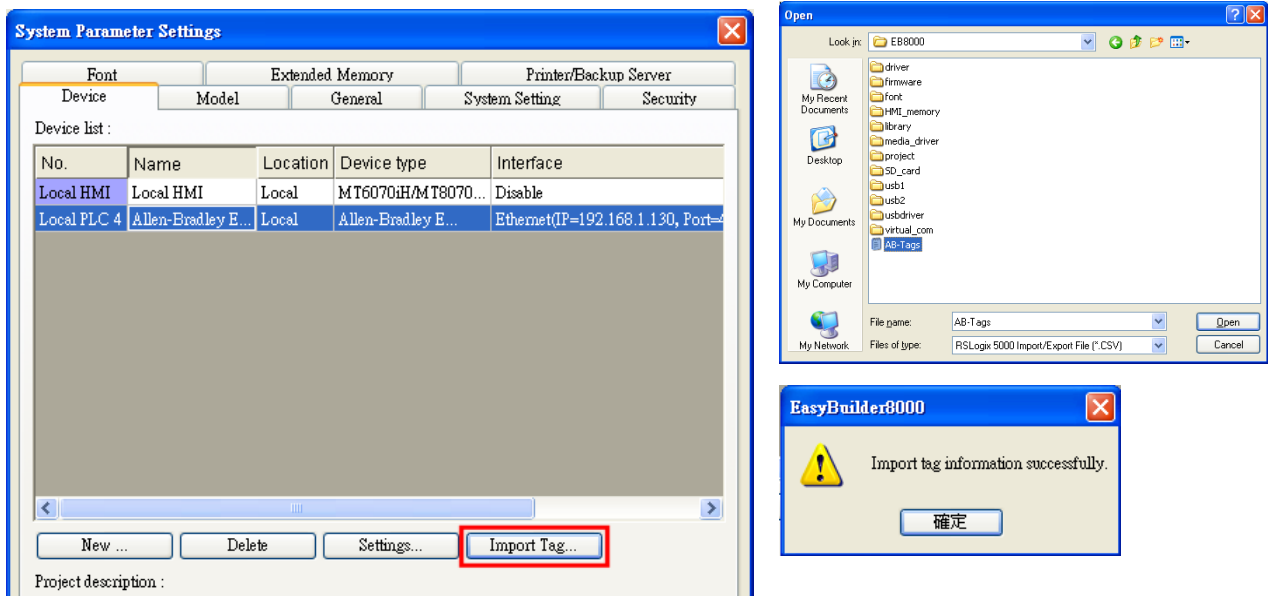 System Parameter Settings
Font Extended Memory Printer/Backup Server
Device Model General System Setting Security
Device list :
No. Name Location Device type Interface
Local HMI Local HMI Local MT6070iH/MT8070... Disable
Local PLC 4 Allen-Bradley E... Local Allen-Bradley E... Ethernet(IP=192.168.1.130, Port=4
New ... Delete Settings... Import Tag...
Project description :
Open
Look in: EB8000
My Recent Documents
Desktop
My Documents
My Computer
My Network
driver
firmware
font
HMI_memory
library
media_driver
project
SD_card
usb1
usb2
usbdriver
virtual_com
AB-Tags
File name: AB-Tags Open
Files of type: RSLogix 5000 Import/Export File (*.CSV) Cancel
EasyBuilder8000
Import tag information successfully.
確定